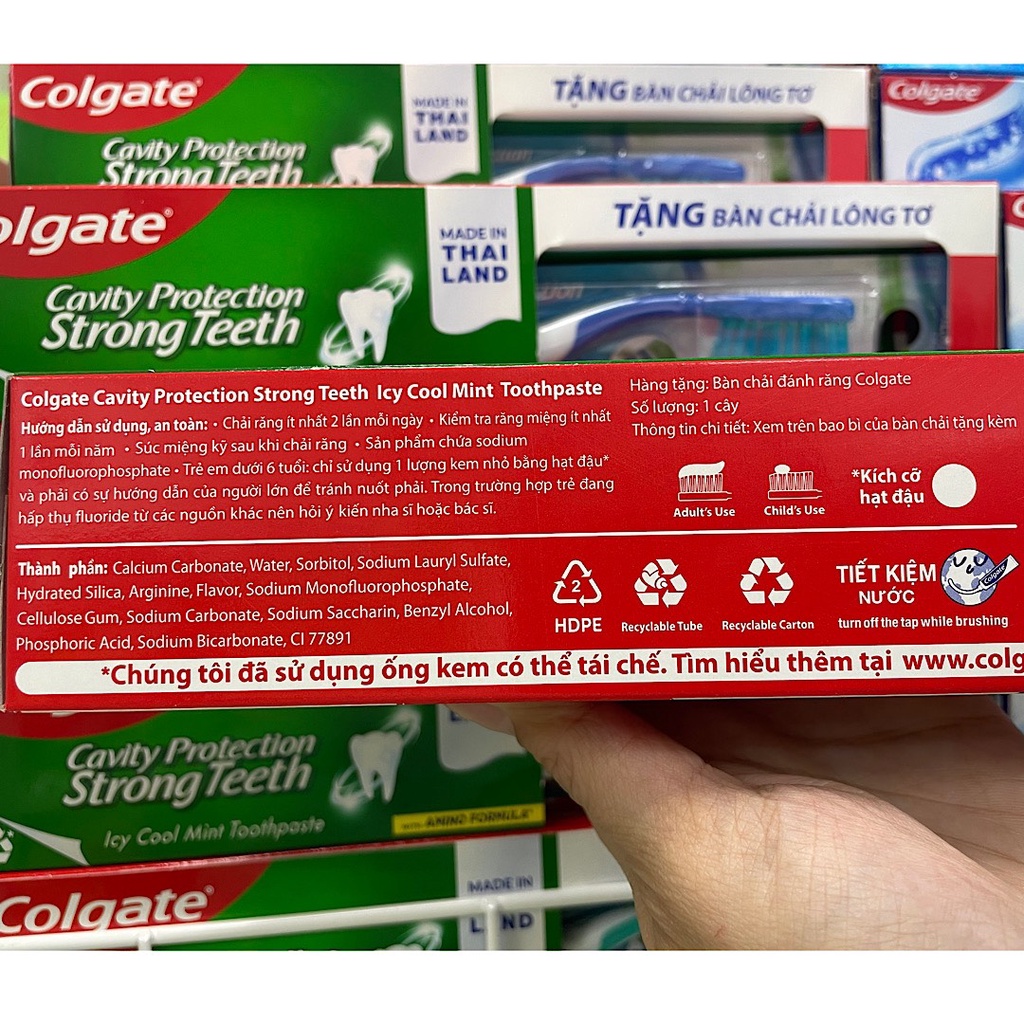 Colgate
MADE IN
THAI
LAND
TẶNG BÀN CHẢI LÔNG TƠ
Colgate
Cavity Protection
Strong Teeth
olgate
MADE IN
THAI
LAND
TẶNG BÀN CHẢI LÔNG TƠ
Cavity Protection
Strong Teeth
Colgate Cavity Protection Strong Teeth Icy Cool Mint Toothpaste
Hướng dẫn sử dụng, an toàn: • Chải răng ít nhất 2 lần mỗi ngày • Kiểm tra răng miệng ít nhất
1 lần mỗi năm • Súc miệng kỹ sau khi chải răng • Sản phẩm chứa sodium
monofluorophosphate • Trẻ em dưới 6 tuổi: chỉ sử dụng 1 lượng kem nhỏ bằng hạt đậu*
và phải có sự hướng dẫn của người lớn để tránh nuốt phải. Trong trường hợp trẻ đang
hấp thụ fluoride từ các nguồn khác nên hỏi ý kiến nha sĩ hoặc bác sĩ.
Hàng tặng: Bàn chải đánh răng Colgate
Số lượng: 1 cây
Thông tin chi tiết: Xem trên bao bì của bàn chải tặng kèm
Adult's Use
Child's Use
*Kích cỡ
hạt đậu
Thành phần: Calcium Carbonate, Water, Sorbitol, Sodium Lauryl Sulfate,
Hydrated Silica, Arginine, Flavor, Sodium Monofluorophosphate,
Cellulose Gum, Sodium Carbonate, Sodium Saccharin, Benzyl Alcohol,
Phosphoric Acid, Sodium Bicarbonate, CI 77891
2
HDPE
Recyclable Tube
Recyclable Carton
TIẾT KIỆM
NƯỚC
Colgate
turn off the tap while brushing
*Chúng tôi đã sử dụng ống kem có thể tái chế. Tìm hiểu thêm tại www.colg
Cavity Protection
Strong Teeth
Icy Cool Mint Toothpaste
WITH AMINO FORMULA
Colgate
MADE IN